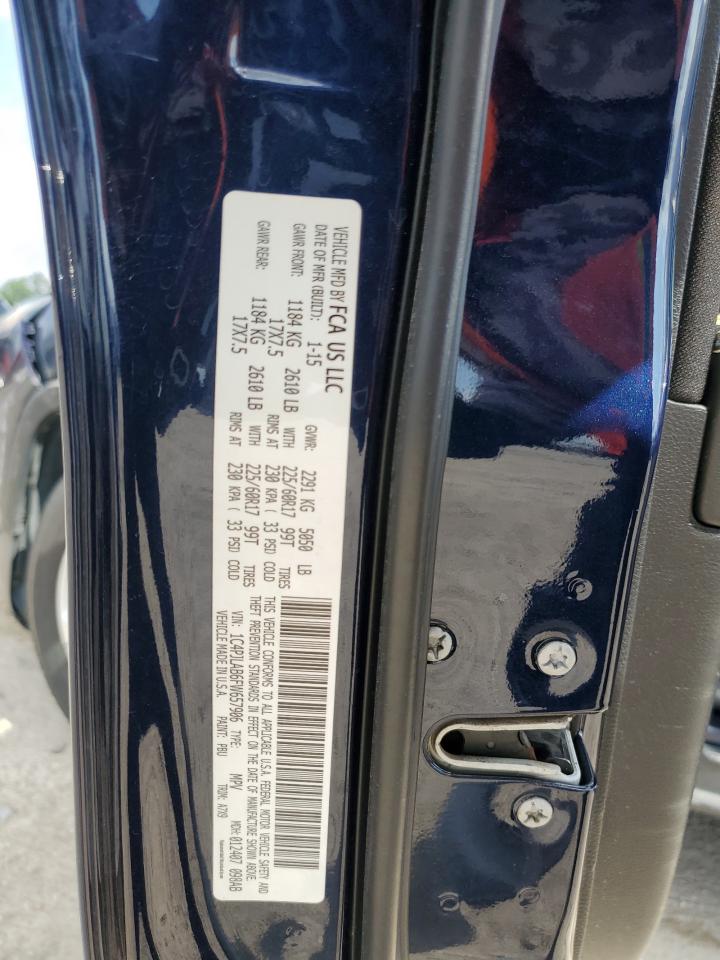 VEHICLE MFD BY FCA US LLC
DATE OF MFR (BUILT): 1-15 GVWR: 2291 KG 5050 LB
GAWR FRONT: 1184 KG 2610 LB WITH 225/60R17 99T TIRES
17X7.5 RIMS AT 230 KPA ( 33 PSI) COLD
GAWR REAR: 1184 KG 2610 LB WITH 225/60R17 99T TIRES
17X7.5 RIMS AT 230 KPA ( 33 PSI) COLD
THIS VEHICLE CONFORMS TO ALL APPLICABLE U.S.A. FEDERAL MOTOR VEHICLE SAFETY AND
THEFT PREVENTION STANDARDS IN EFFECT ON THE DATE OF MANUFACTURE SHOWN ABOVE.
VIN: 1C4PJLAB6FW657906 TYPE: MPV MDH: 012407 098AB
VEHICLE MADE IN U.S.A. PAINT: PBU TRIM: A7X9